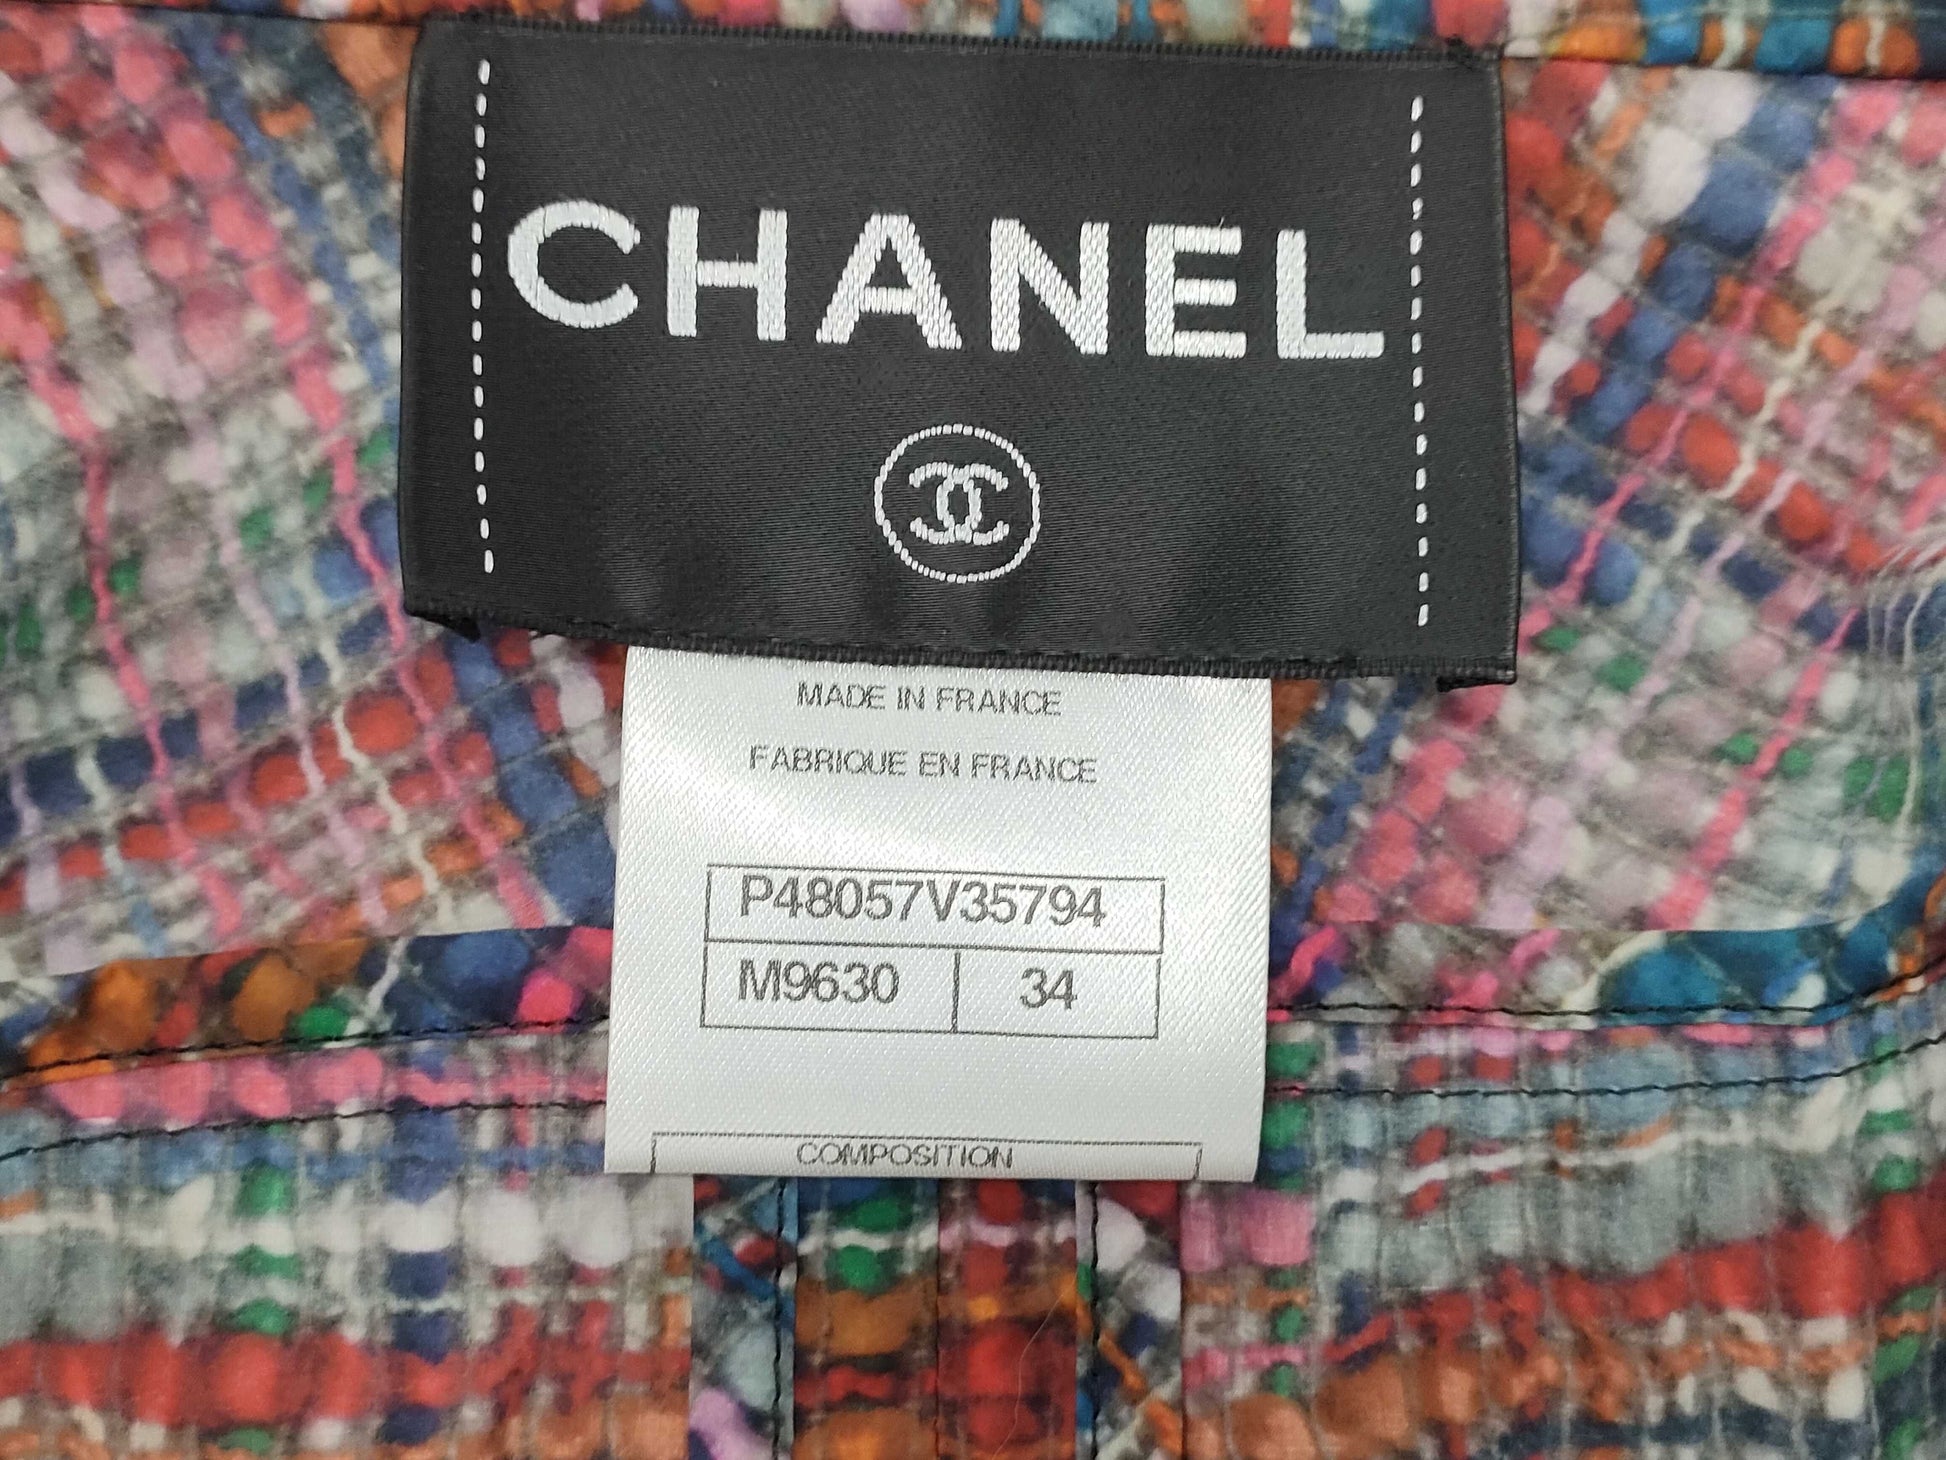 CHANEL
MADE IN FRANCE
FABRIQUE EN FRANCE
P48057V35794
M9630 34
COMPOSITION